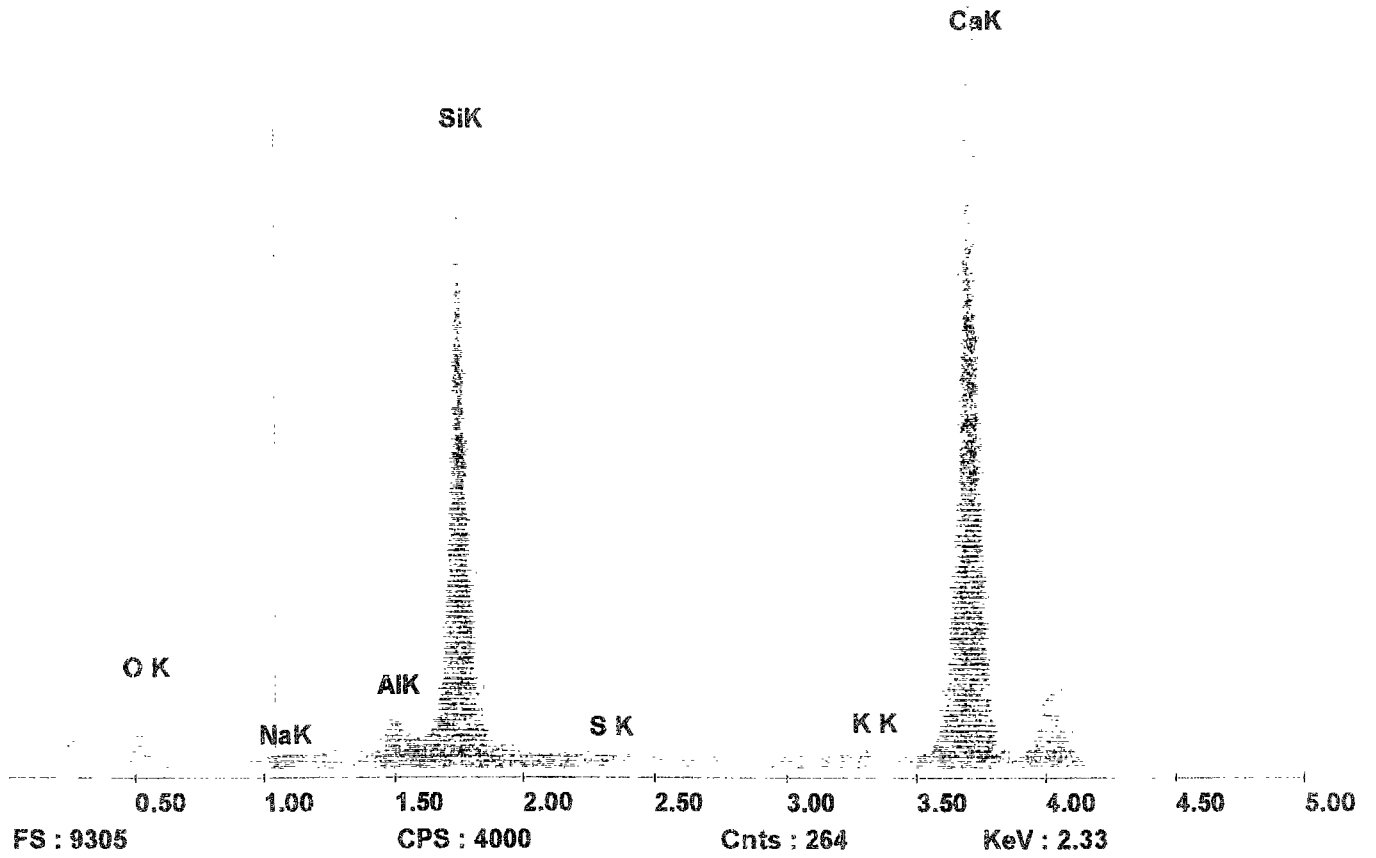 CaK
SiK
O K
AlK
NaK
S K
K K
0.50 1.00 1.50 2.00 2.50 3.00 3.50 4.00 4.50 5.00
FS : 9305 CPS : 4000 Cnts : 264 KeV : 2.33